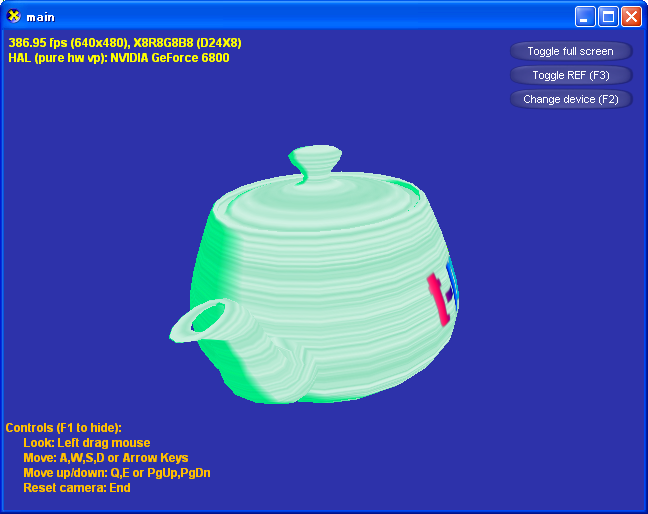 main
386.95 fps (640x480), X8R8G8B8 (D24X8)
HAL (pure hw vp): NVIDIA GeForce 6800
Toggle full screen
Toggle REF (F3)
Change device (F2)
Controls (F1 to hide):
Look: Left drag mouse
Move: A,W,S,D or Arrow Keys
Move up/down: Q,E or PgUp,PgDn
Reset camera: End